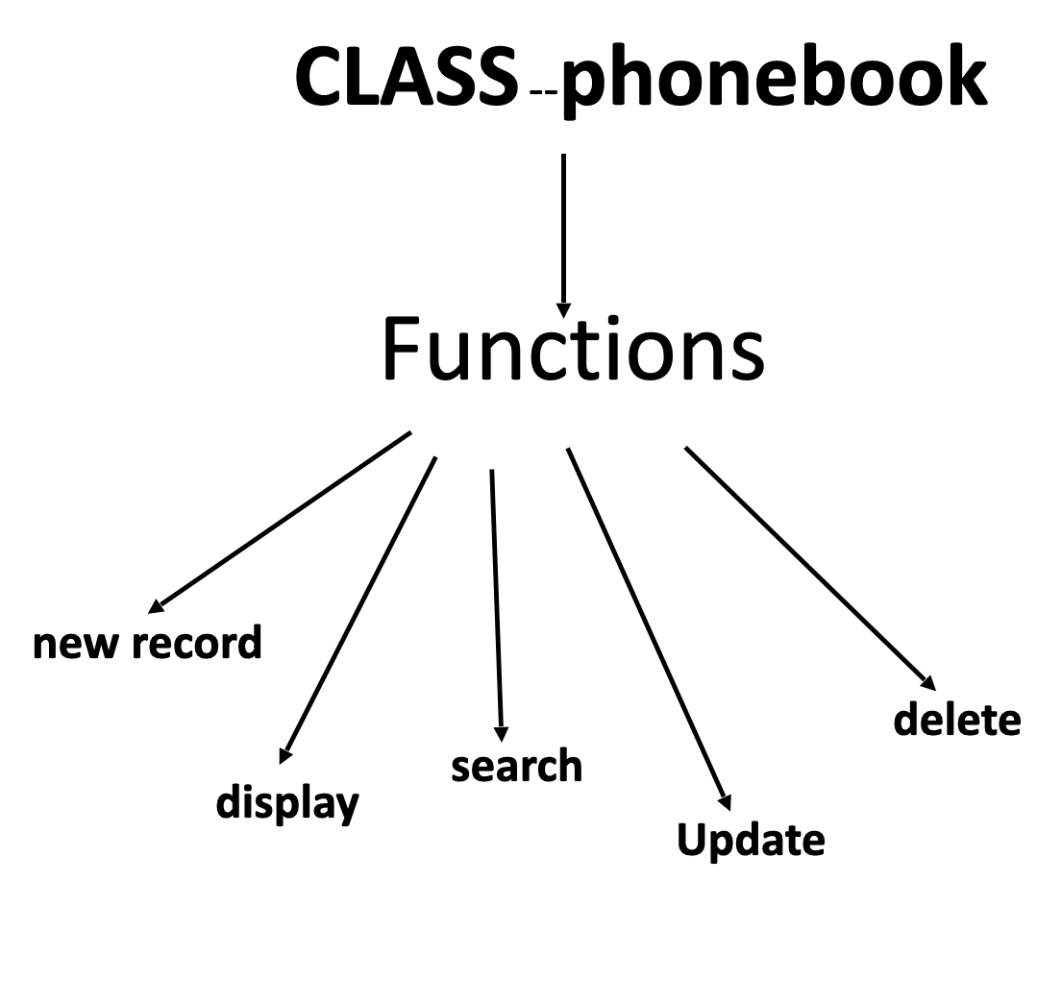 CLASS --phonebook
Functions
new record
delete
search
display
Update